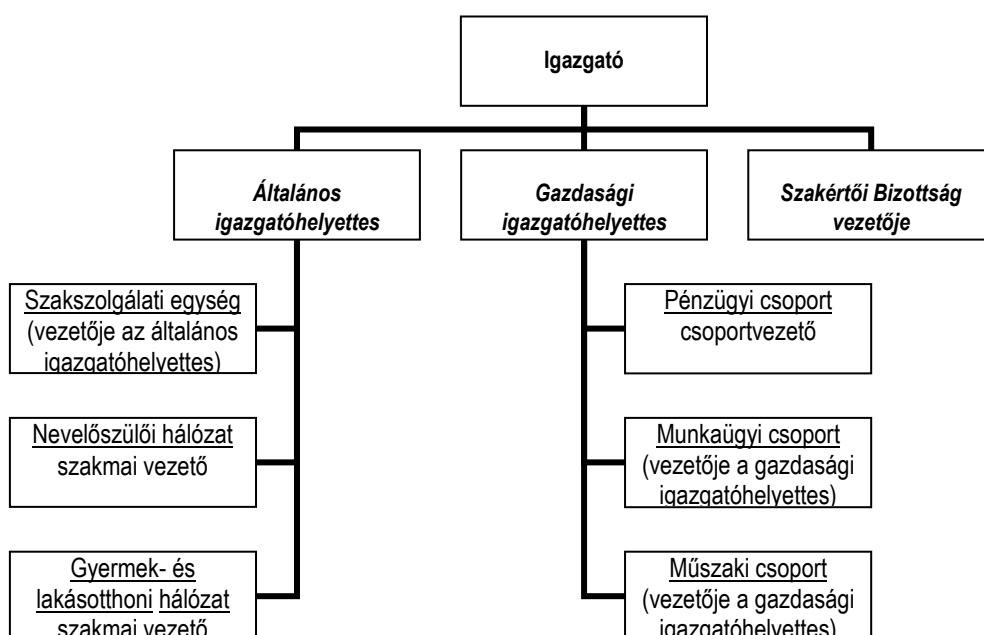 Igazgató
Általános
igazgatóhelyettes
Gazdasági
igazgatóhelyettes
Szakértői Bizottság
vezetője
Szakszolgálati egység
(vezetője az általános
igazgatóhelyettes)
Pénzügyi csoport
csoportvezető
Nevelőszülői hálózat
szakmai vezető
Munkaügyi csoport
(vezetője a gazdasági
igazgatóhelyettes)
Gyermek- és
lakásotthoni hálózat
szakmai vezető
Műszaki csoport
(vezetője a gazdasági
igazgatóhelyettes)